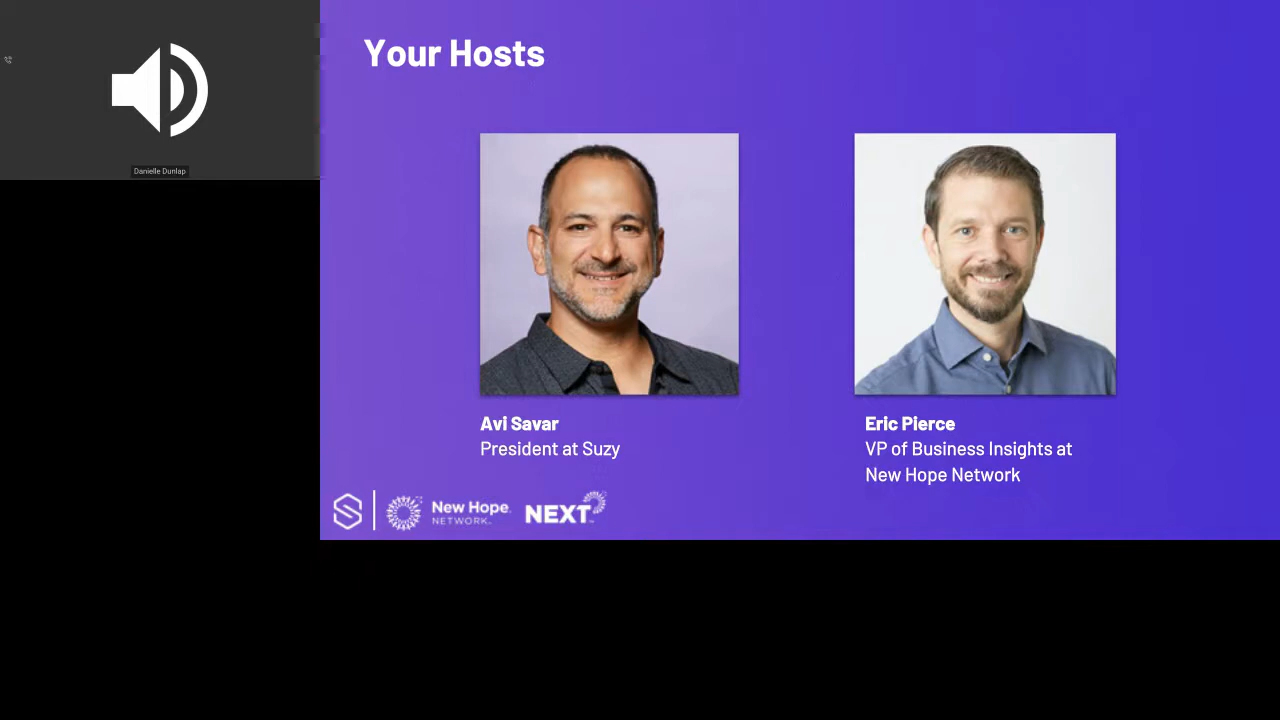 Danielle Dunlap
Your Hosts
Avi Savar
President at Suzy
Eric Pierce
VP of Business Insights at
New Hope Network
New Hope
NETWORK
NEXT